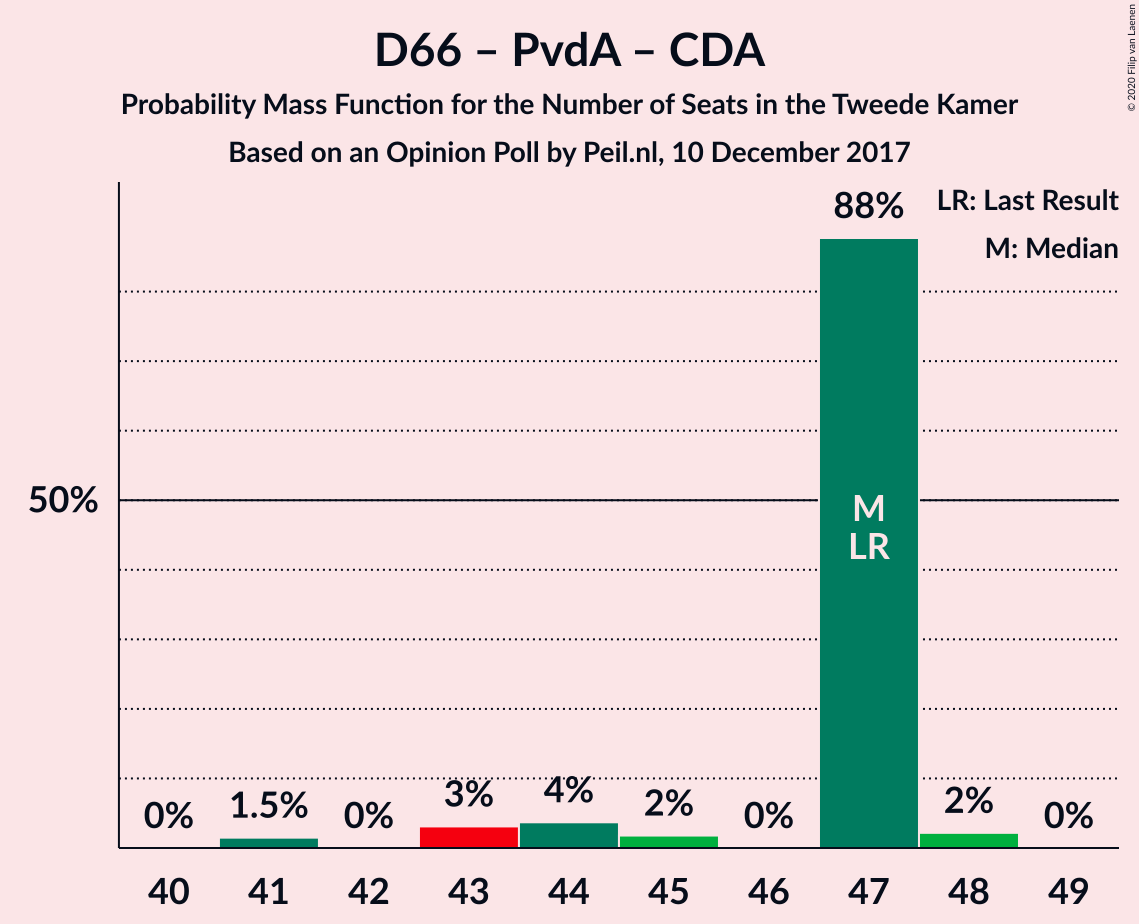 D66 – PvdA – CDA
Probability Mass Function for the Number of Seats in the Tweede Kamer
Based on an Opinion Poll by Peil.nl, 10 December 2017
© 2020 Filip van Laenen
LR: Last Result
M: Median
88%
50%
M
LR
0%
1.5%
0%
3%
4%
2%
0%
2%
0%
40 41 42 43 44 45 46 47 48 49